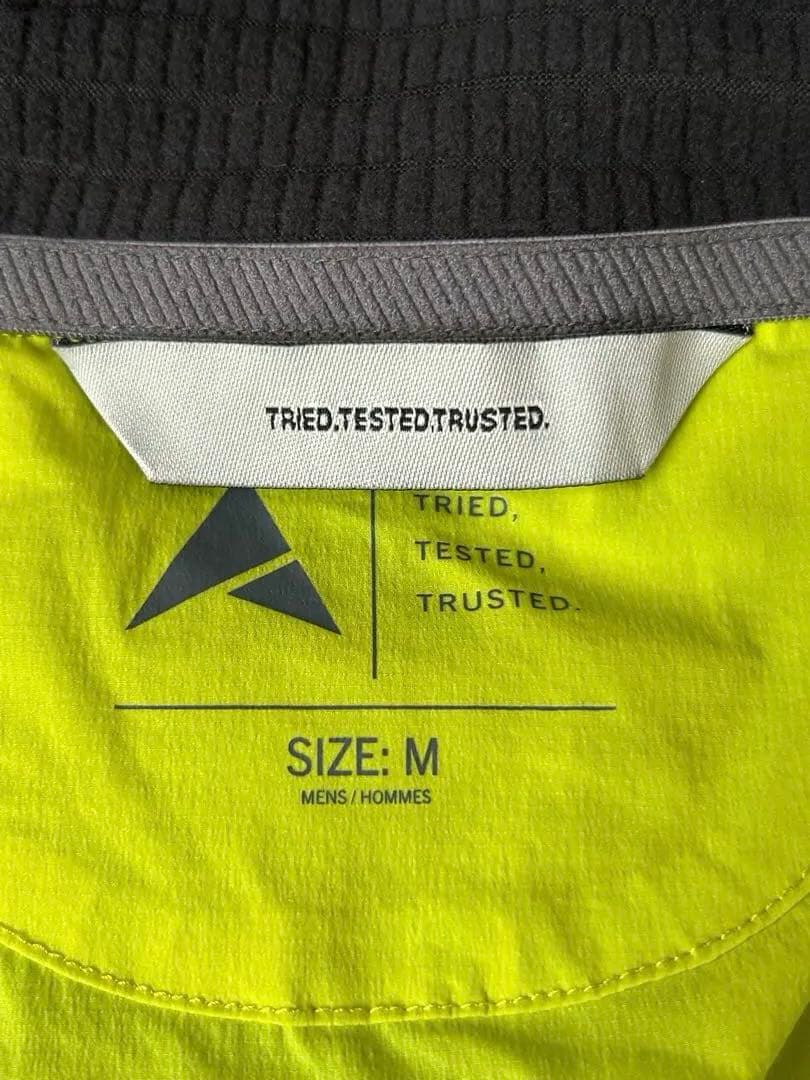 TRIED.TESTED.TRUSTED.
TRIED,
TESTED,
TRUSTED.
SIZE: M
MENS / HOMMES